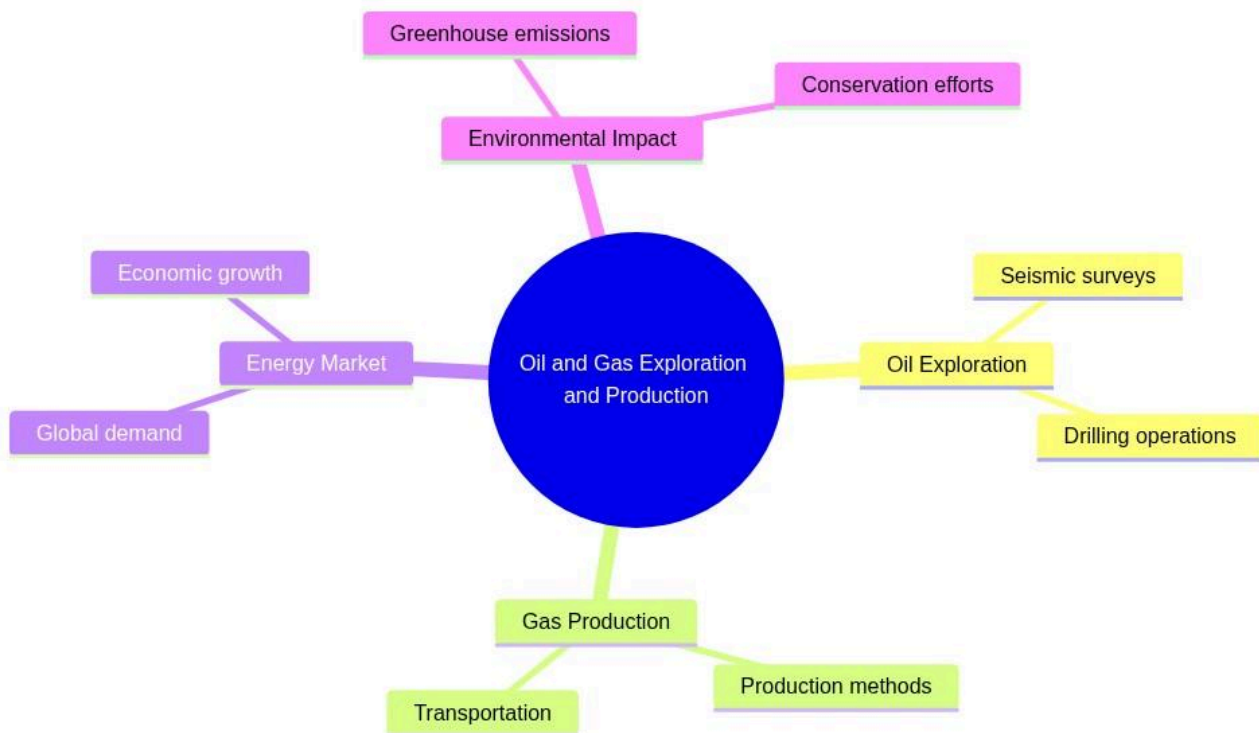 Greenhouse emissions
Conservation efforts
Environmental Impact
Economic growth
Seismic surveys
Energy Market
Oil and Gas Exploration
and Production
Oil Exploration
Global demand
Drilling operations
Gas Production
Production methods
Transportation